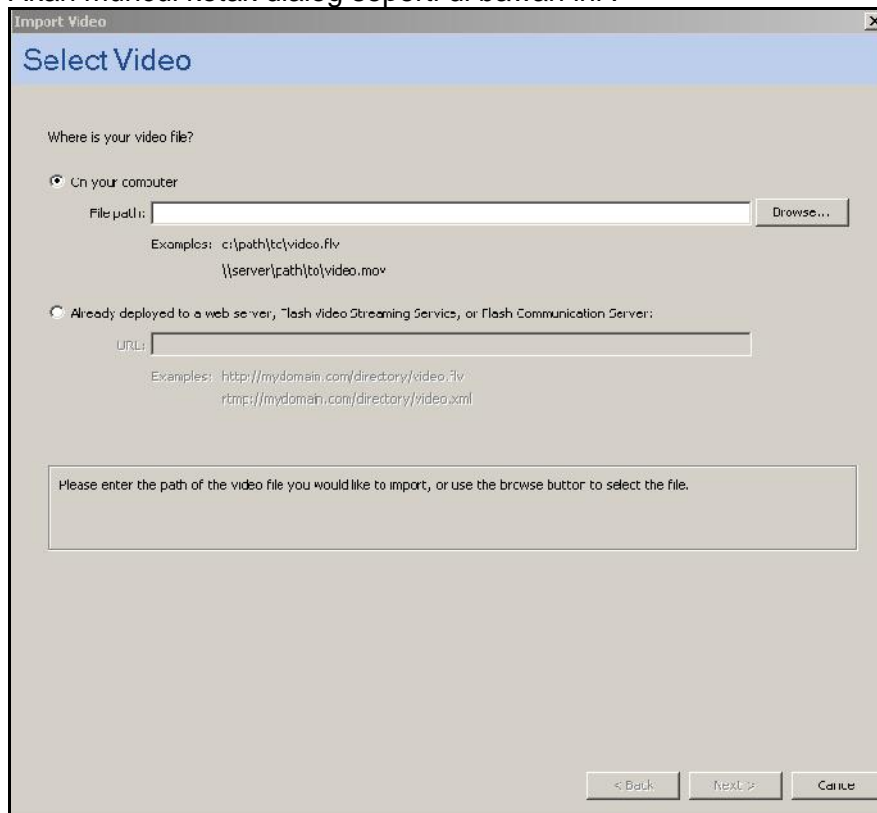 Akan muncul kotak dialog seperti di bawah ini :
Import Video
Select Video
Where is your video file?
On your computer
File path:
Browse...
Examples: c:\path\to\video.flv
\\server\path\to\video.mov
Already deployed to a web server, Flash Video Streaming Service, or Flash Communication Server:
URL:
Examples: http://mydomain.com/directory/video.flv
rtmp://mydomain.com/directory/video.xml
Please enter the path of the video file you would like to import, or use the browse button to select the file.
< Back Next > Cance